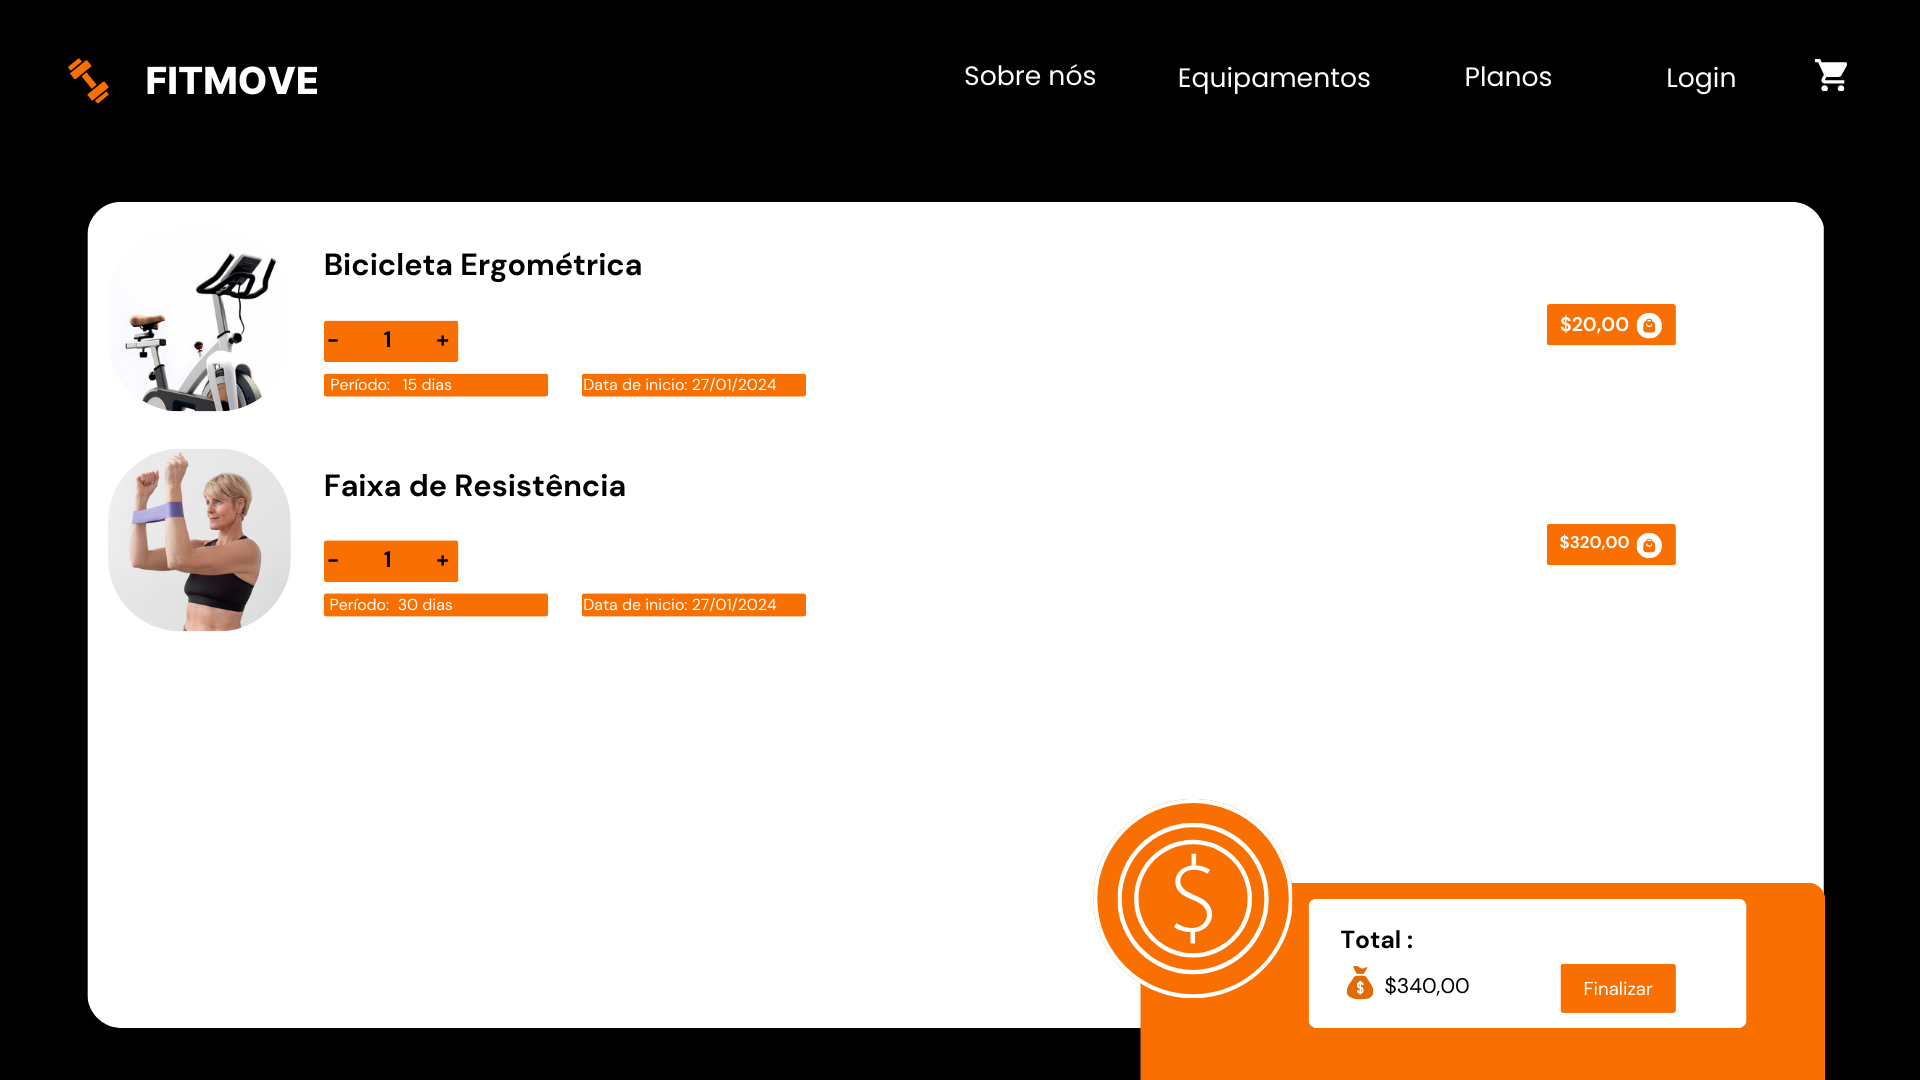 FITMOVE
Sobre nós
Equipamentos
Planos
Login
Bicicleta Ergométrica
- 1 +
$20,00
Período: 15 dias
Data de inicio: 27/01/2024
Faixa de Resistência
- 1 +
$320,00
Período: 30 dias
Data de inicio: 27/01/2024
$
Total :
$ $340,00
Finalizar